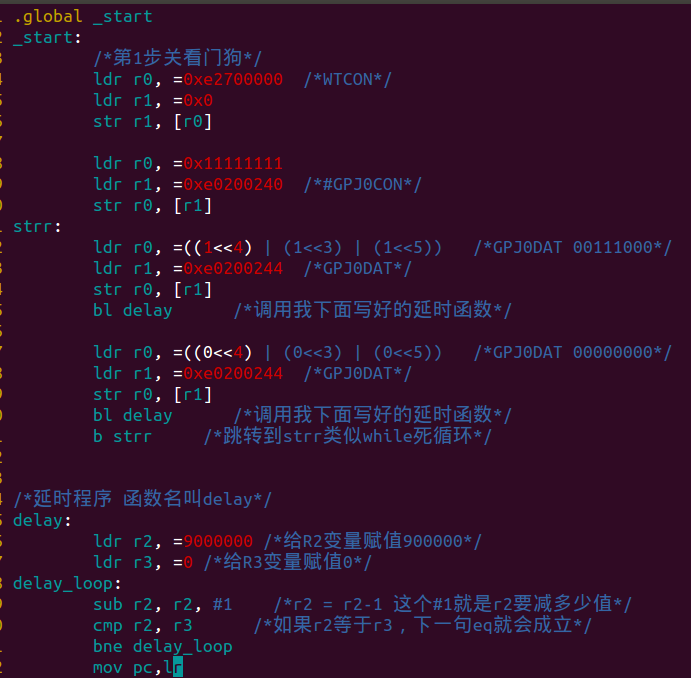 .global _start
_start:
/*第1步关看门狗*/
ldr r0, =0xe2700000 /*WTCON*/
ldr r1, =0x0
str r1, [r0]
ldr r0, =0x11111111
ldr r1, =0xe0200240 /*#GPJ0CON*/
str r0, [r1]
strr:
ldr r0, =((1<<4) | (1<<3) | (1<<5)) /*GPJ0DAT 00111000*/
ldr r1, =0xe0200244 /*GPJ0DAT*/
str r0, [r1]
bl delay /*调用我下面写好的延时函数*/
ldr r0, =((0<<4) | (0<<3) | (0<<5)) /*GPJ0DAT 00000000*/
ldr r1, =0xe0200244 /*GPJ0DAT*/
str r0, [r1]
bl delay /*调用我下面写好的延时函数*/
b strr /*跳转到strr类似while死循环*/
/*延时程序 函数名叫delay*/
delay:
ldr r2, =9000000 /*给R2变量赋值900000*/
ldr r3, =0 /*给R3变量赋值0*/
delay_loop:
sub r2, r2, #1 /*r2 = r2-1 这个#1就是r2要减多少值*/
cmp r2, r3 /*如果r2等于r3，下一句eq就会成立*/
bne delay_loop
mov pc,lr